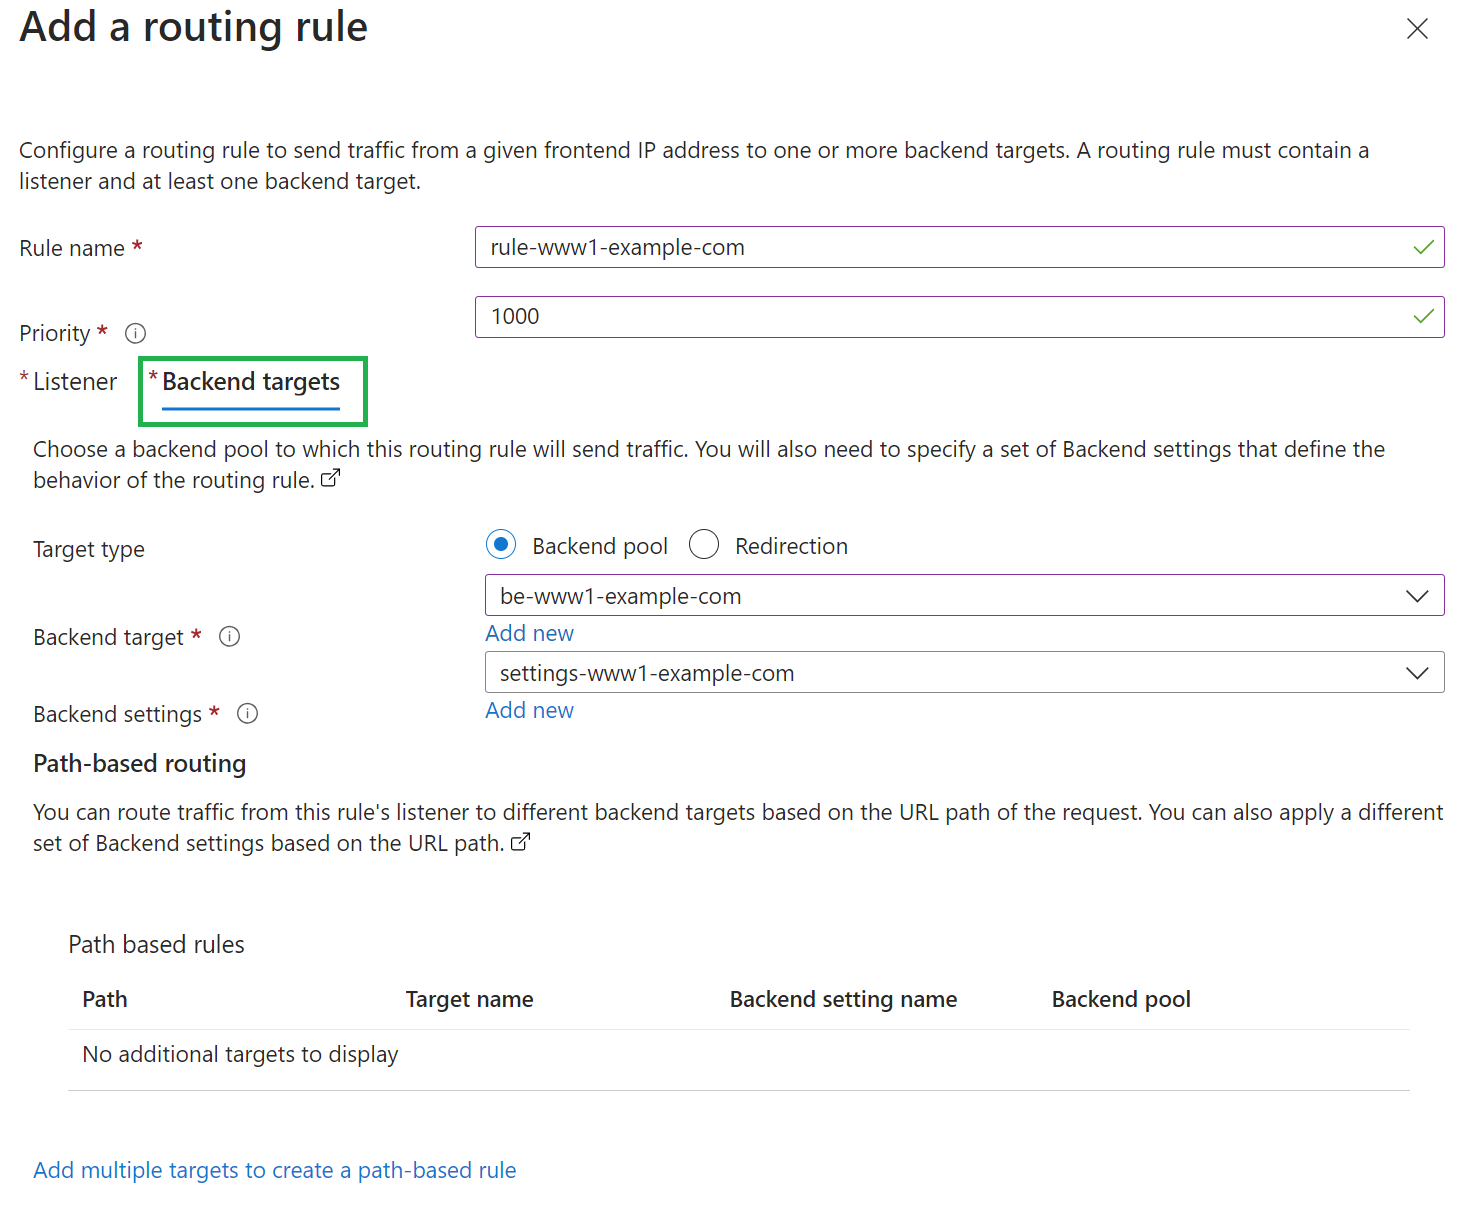 Add a routing rule
Configure a routing rule to send traffic from a given frontend IP address to one or more backend targets. A routing rule must contain a
listener and at least one backend target.
Rule name *
rule-www1-example-com
Priority *
1000
* Listener
* Backend targets
Choose a backend pool to which this routing rule will send traffic. You will also need to specify a set of Backend settings that define the
behavior of the routing rule.
Target type
Backend pool
Redirection
be-www1-example-com
Backend target *
Add new
settings-www1-example-com
Backend settings *
Add new
Path-based routing
You can route traffic from this rule's listener to different backend targets based on the URL path of the request. You can also apply a different
set of Backend settings based on the URL path.
Path based rules
Path Target name Backend setting name Backend pool
No additional targets to display
Add multiple targets to create a path-based rule